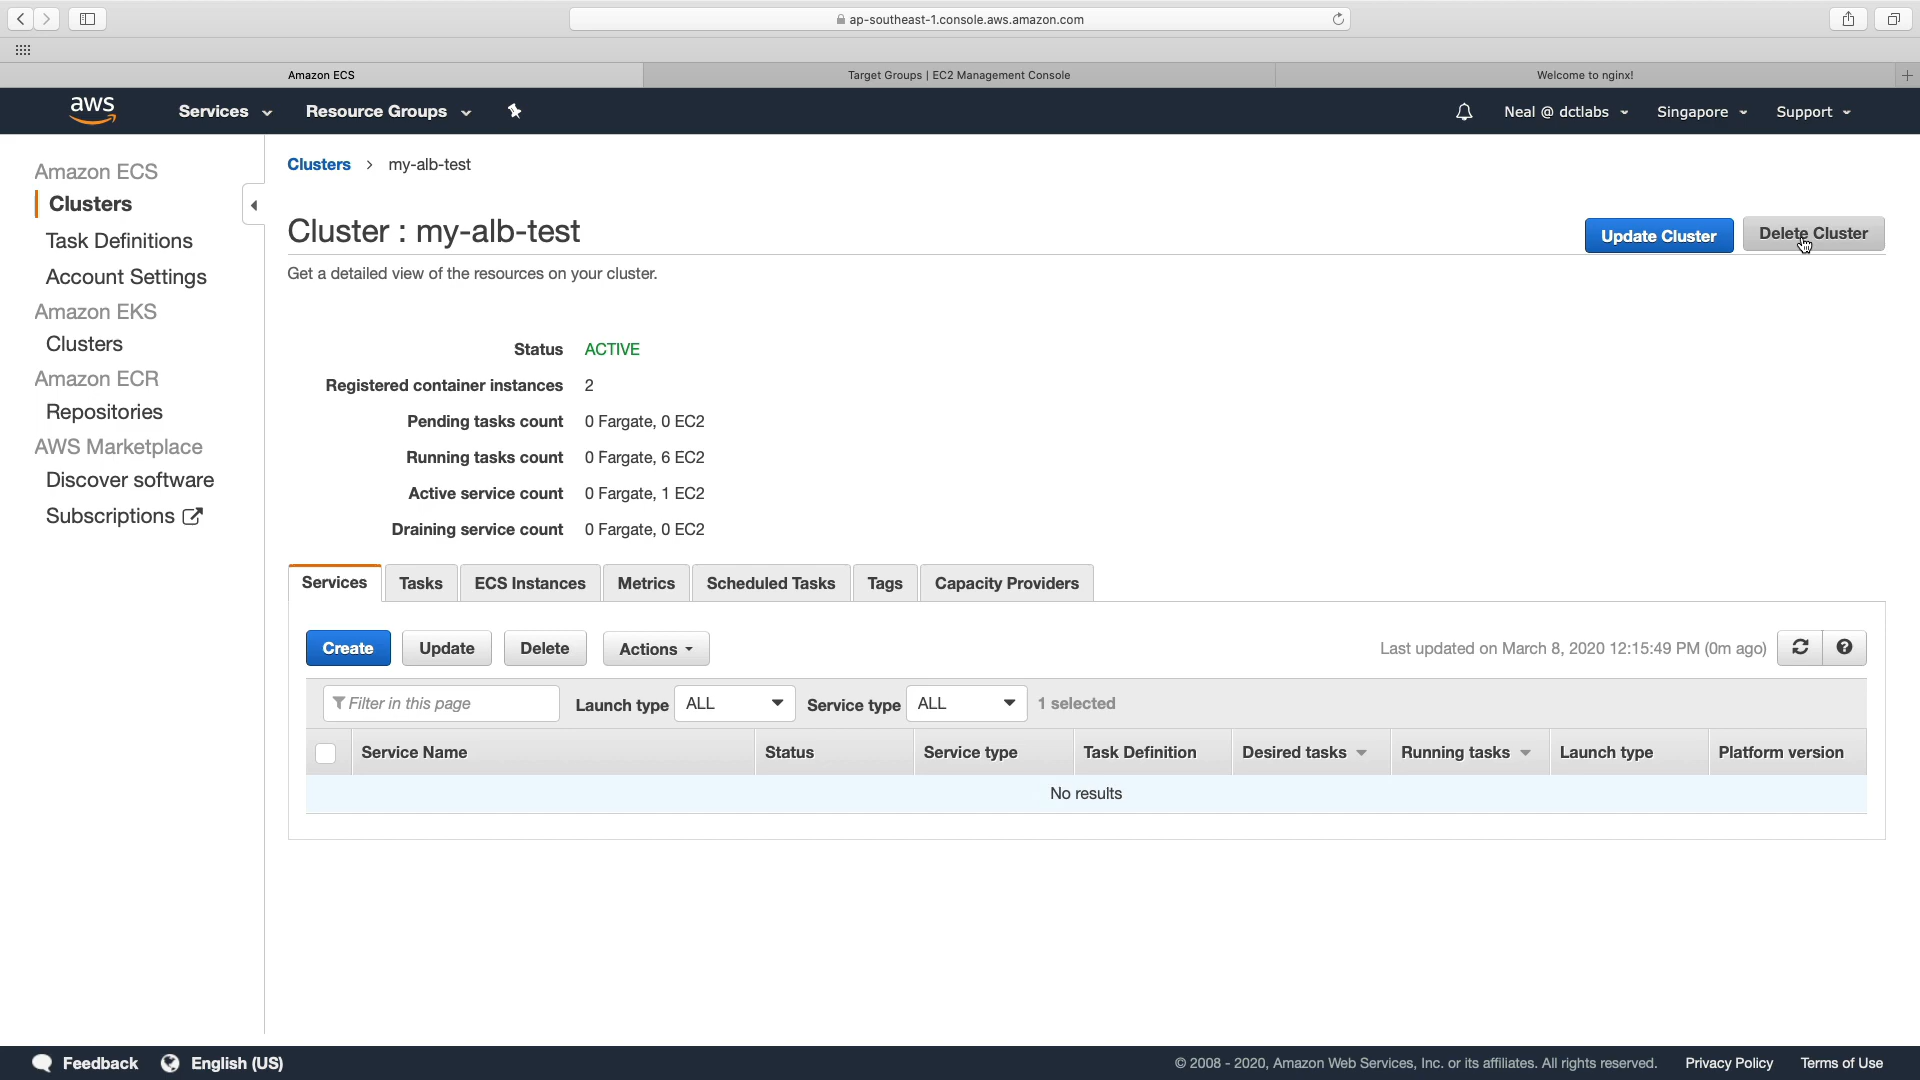 ap-southeast-1.console.aws.amazon.com
Amazon ECS
Target Groups | EC2 Management Console
Welcome to nginx!
aws
Services
Resource Groups
Neal @ dctlabs
Singapore
Support
Amazon ECS
Clusters
Task Definitions
Account Settings
Amazon EKS
Clusters
Amazon ECR
Repositories
AWS Marketplace
Discover software
Subscriptions
Clusters > my-alb-test
Cluster : my-alb-test
Update Cluster
Delete Cluster
Get a detailed view of the resources on your cluster.
Status ACTIVE
Registered container instances 2
Pending tasks count 0 Fargate, 0 EC2
Running tasks count 0 Fargate, 6 EC2
Active service count 0 Fargate, 1 EC2
Draining service count 0 Fargate, 0 EC2
Services Tasks ECS Instances Metrics Scheduled Tasks Tags Capacity Providers
Create Update Delete Actions Last updated on March 8, 2020 12:15:49 PM (0m ago)
Filter in this page Launch type ALL Service type ALL 1 selected
Service Name Status Service type Task Definition Desired tasks Running tasks Launch type Platform version
No results
Feedback English (US) © 2008 - 2020, Amazon Web Services, Inc. or its affiliates. All rights reserved. Privacy Policy Terms of Use